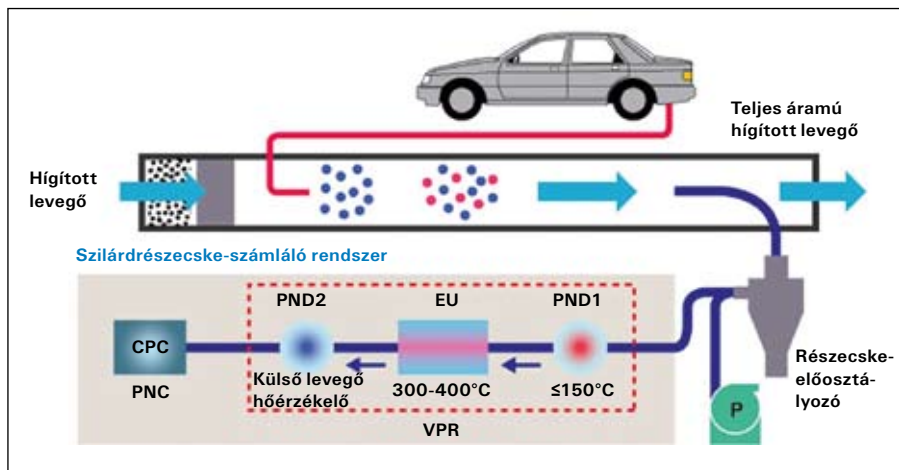 Teljes áramú
hígított levegő
Hígított
levegő
Szilárdrészecske-számláló rendszer
PND2
EU
PND1
CPC
PNC
Külső levegő
hőérzékelő
300-400°C
≤150°C
VPR
Részecske-
előosztá-
lyozó
P